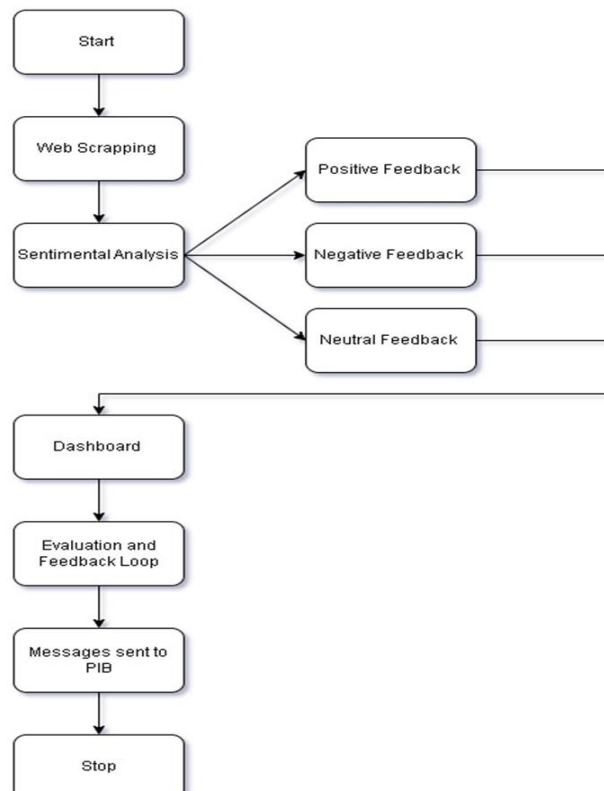 Start
Web Scrapping
Positive Feedback
Sentimental Analysis
Negative Feedback
Neutral Feedback
Dashboard
Evaluation and
Feedback Loop
Messages sent to
PIB
Stop